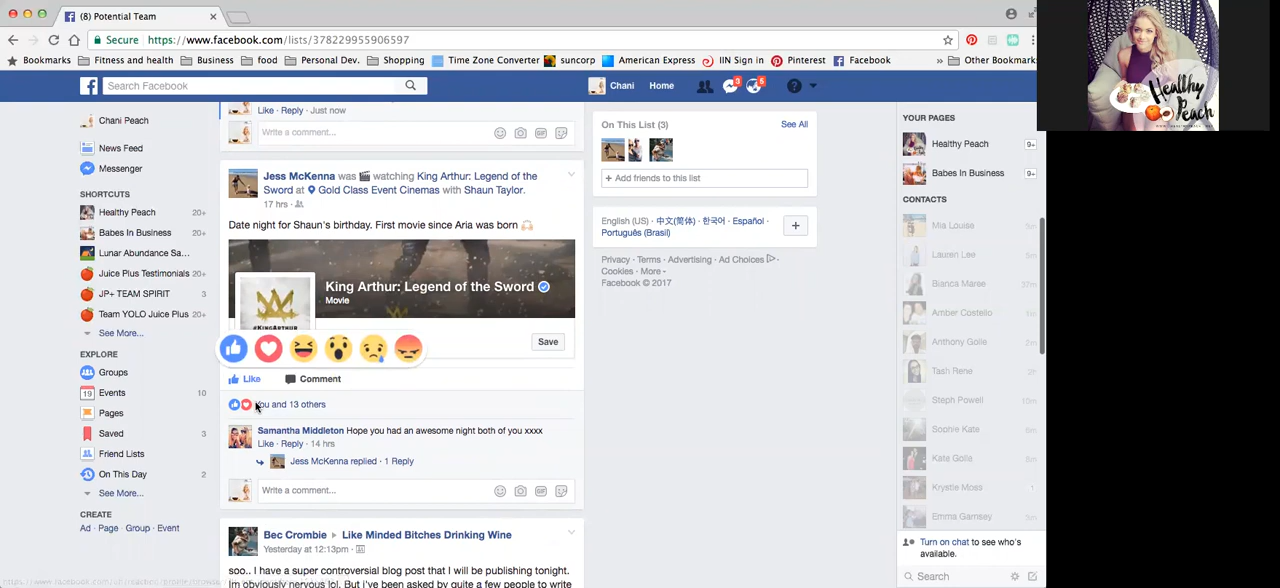 (8) Potential Team
Secure https://www.facebook.com/lists/378229955906597
Bookmarks Fitness and health Business food Personal Dev. Shopping Time Zone Converter suncorp American Express IIN Sign in Pinterest Facebook » Other Bookmarks
Search Facebook Chani Home 3 5
Chani Peach
News Feed
Messenger
SHORTCUTS
Healthy Peach 20+
Babes In Business 20+
Lunar Abundance Sa...
Juice Plus Testimonials 20+
JP+ TEAM SPIRIT 3
Team YOLO Juice Plus 20+
See More...
EXPLORE
Groups
Events 10
Pages
Saved 3
Friend Lists
On This Day 2
See More...
CREATE
Ad · Page · Group · Event
Like · Reply · Just now
Write a comment...
Jess McKenna was watching King Arthur: Legend of the
Sword at Gold Class Event Cinemas with Shaun Taylor.
17 hrs ·
Date night for Shaun's birthday. First movie since Aria was born
King Arthur: Legend of the Sword
Movie
#KINGARTHUR
Save
Like Comment
You and 13 others
Samantha Middleton Hope you had an awesome night both of you xxxx
Like · Reply · 14 hrs
Jess McKenna replied · 1 Reply
Write a comment...
Bec Crombie Like Minded Bitches Drinking Wine
Yesterday at 12:13pm ·
soo.. I have a super controversial blog post that I will be publishing tonight.
I'm obviously nervous lol. But i've been asked by quite a few people to write
On This List (3) See All
+ Add friends to this list
English (US) · 中文(简体) · 한국어 · Español ·
Português (Brasil)
+
Privacy · Terms · Advertising · Ad Choices ·
Cookies · More ·
Facebook © 2017
YOUR PAGES
Healthy Peach 9+
Babes In Business 9+
CONTACTS
Mia Louise
Lauren Lee
Bianca Maree 37m
Amber Costello
Anthony Golle
Tash Rene
Steph Powell
Sophie Kate
Kate Golle
Krystle Moss
Emma Gamsey
Turn on chat to see who's
available.
Search
Healthy
Peach